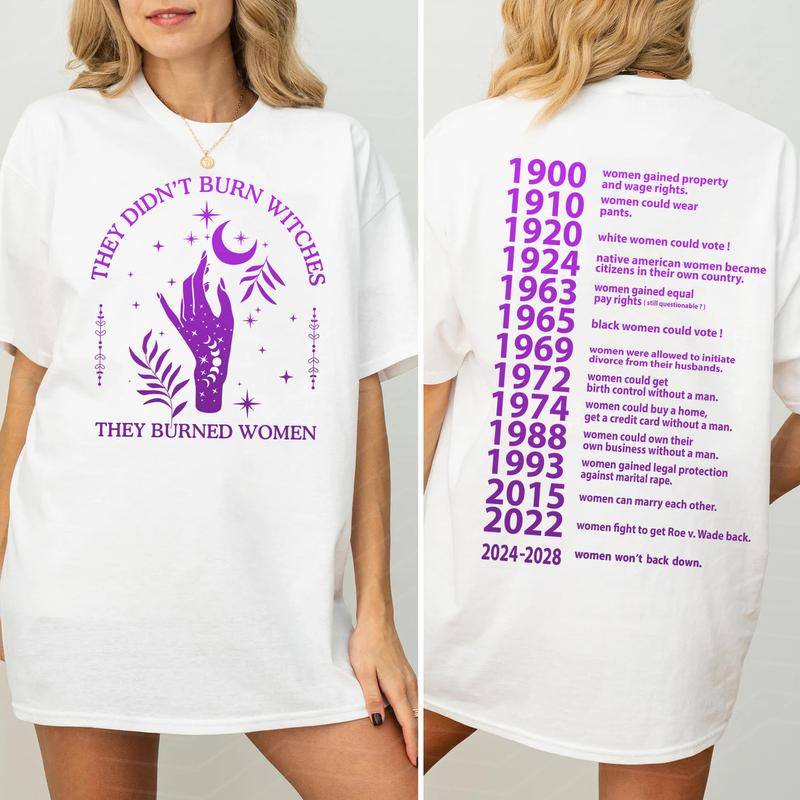 THEY DIDN'T BURN WITCHES
THEY BURNED WOMEN
1900 women gained property
and wage rights.
1910 women could wear
pants.
1920 white women could vote !
1924 native american women became
citizens in their own country.
1963 women gained equal
pay rights ( still questionable ? )
1965 black women could vote !
1969 women were allowed to initiate
divorce from their husbands.
1972 women could get
birth control without a man.
1974 women could buy a home,
get a credit card without a man.
1988 women could own their
own business without a man.
1993 women gained legal protection
against marital rape.
2015 women can marry each other.
2022 women fight to get Roe v. Wade back.
2024-2028 women won't back down.